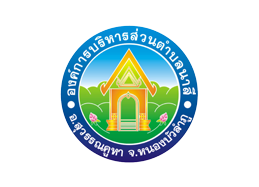 องค์การบริหารส่วนตำบลนาสี
อ.สุวรรณคูหา จ.หนองบัวลำภู